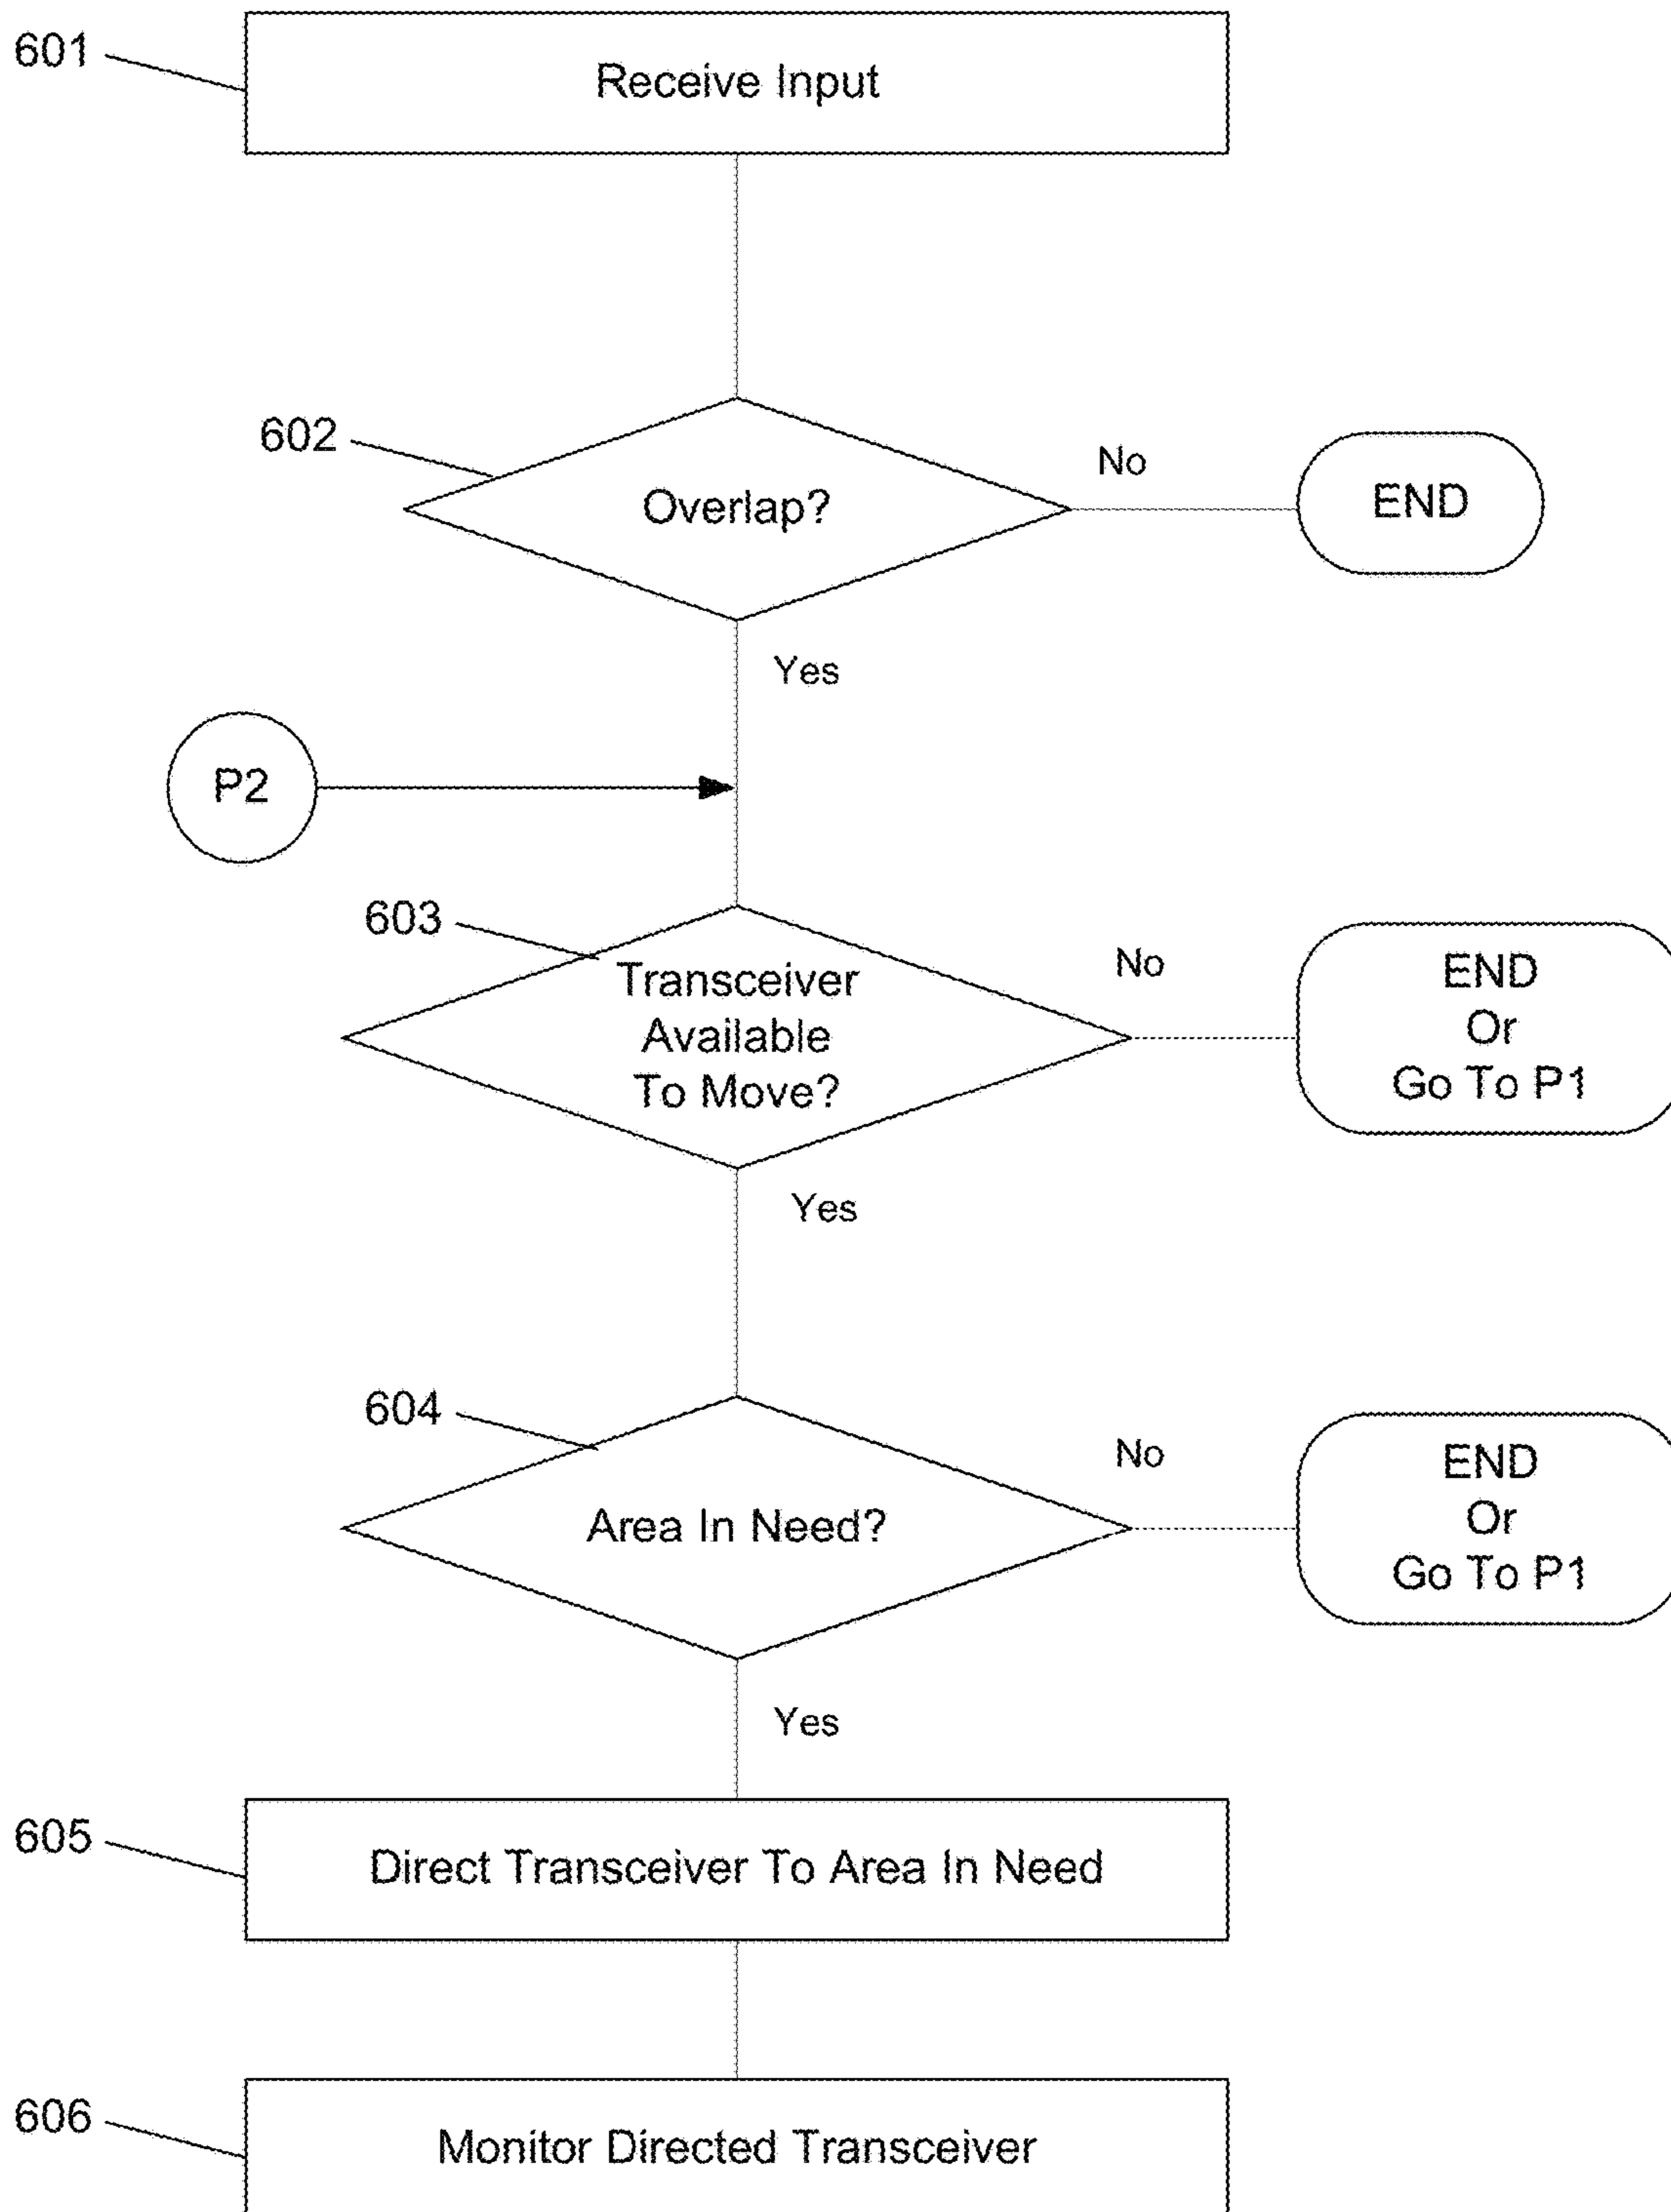 601
Receive Input
602
Overlap?
No
END
Yes
P2
603
Transceiver
Available
To Move?
No
END
Or
Go To P1
Yes
604
Area In Need?
No
END
Or
Go To P1
Yes
605
Direct Transceiver To Area In Need
606
Monitor Directed Transceiver